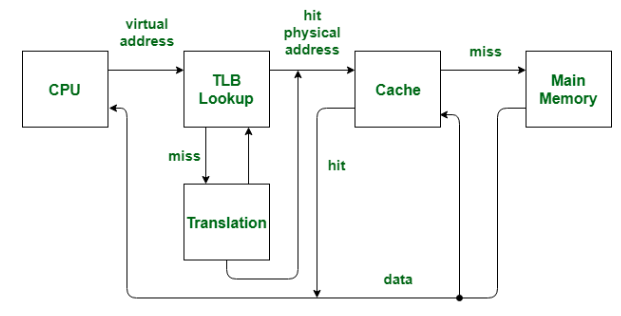 virtual
address
hit
physical
address
miss
CPU
TLB
Lookup
Cache
Main
Memory
miss
hit
Translation
data